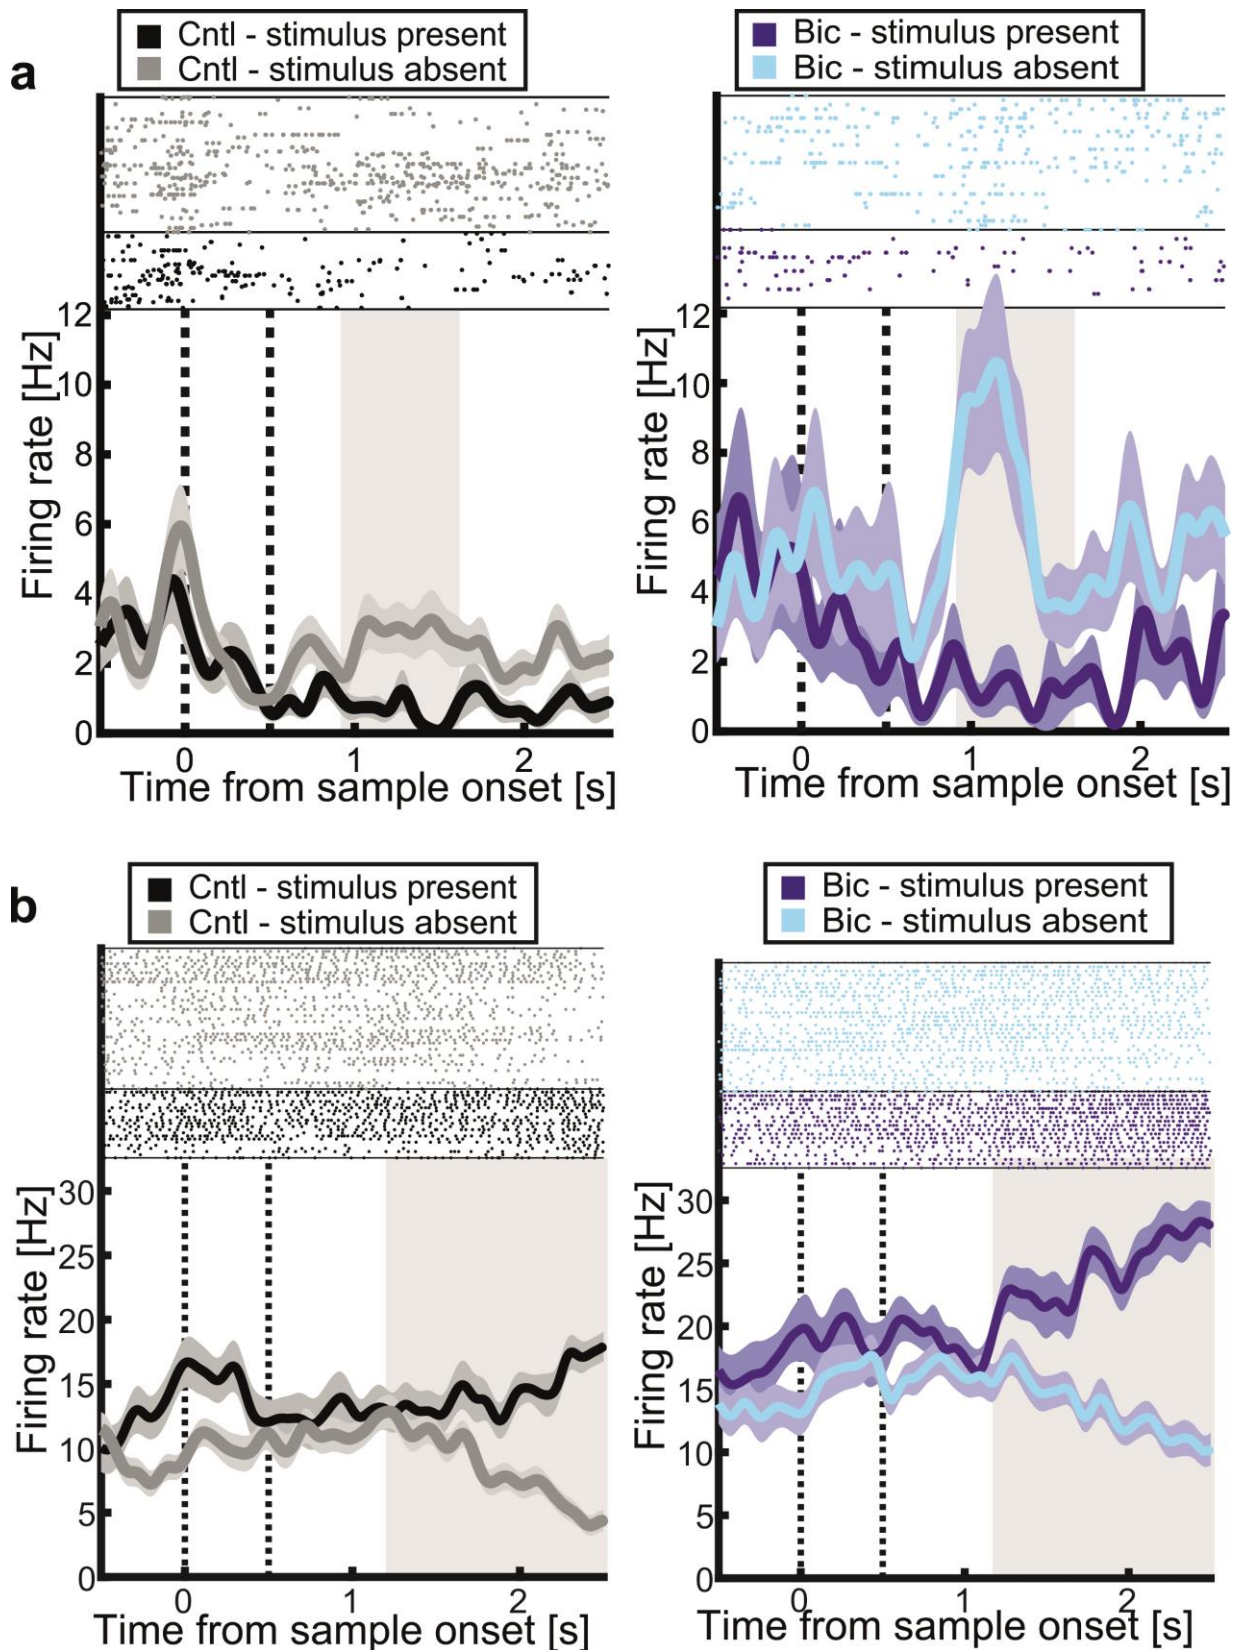 a
Cntl - stimulus present
Cntl - stimulus absent
Bic - stimulus present
Bic - stimulus absent
Firing rate [Hz]
12
10
8
6
4
2
0
0
1
2
Time from sample onset [s]
Firing rate [Hz]
12
10
8
6
4
2
0
0
1
2
Time from sample onset [s]
b
Cntl - stimulus present
Cntl - stimulus absent
Bic - stimulus present
Bic - stimulus absent
Firing rate [Hz]
30
25
20
15
10
5
0
0
1
2
Time from sample onset [s]
Firing rate [Hz]
30
25
20
15
10
5
0
0
1
2
Time from sample onset [s]